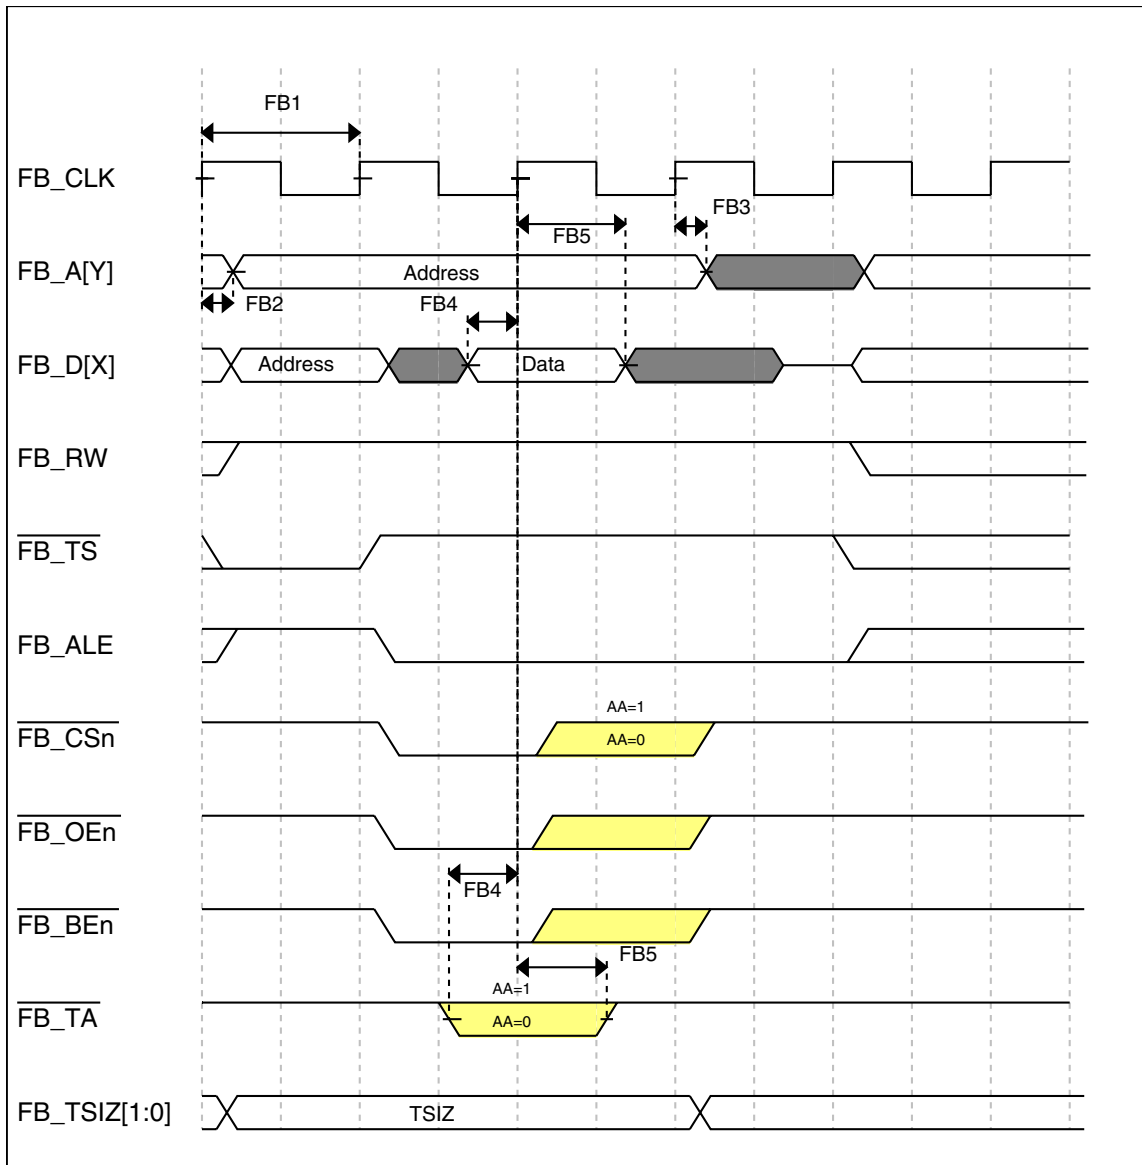 FB1
FB_CLK
FB3
FB5
FB_A[Y]
Address
FB2
FB4
FB_D[X]
Address
Data
FB_RW
FB_TS
FB_ALE
AA=1
FB_CSn
AA=0
FB_OEn
FB4
FB_BEn
FB5
AA=1
FB_TA
AA=0
FB_TSIZ[1:0]
TSIZ